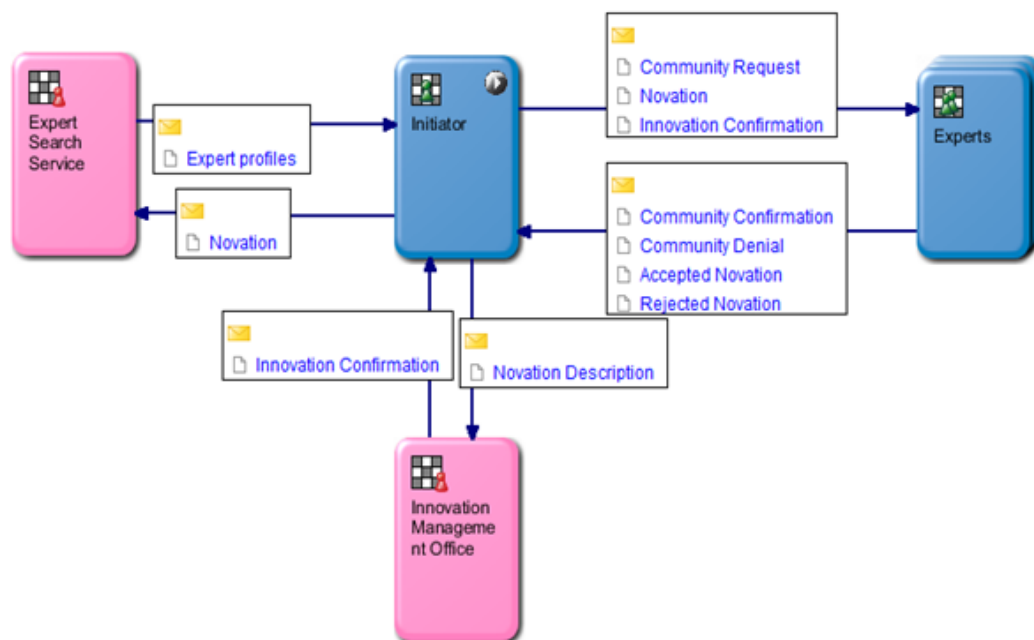 Expert
Search
Service
Expert profiles
Novation
Initiator
Community Request
Novation
Innovation Confirmation
Experts
Community Confirmation
Community Denial
Accepted Novation
Rejected Novation
Innovation Confirmation
Novation Description
Innovation
Manageme
nt Office